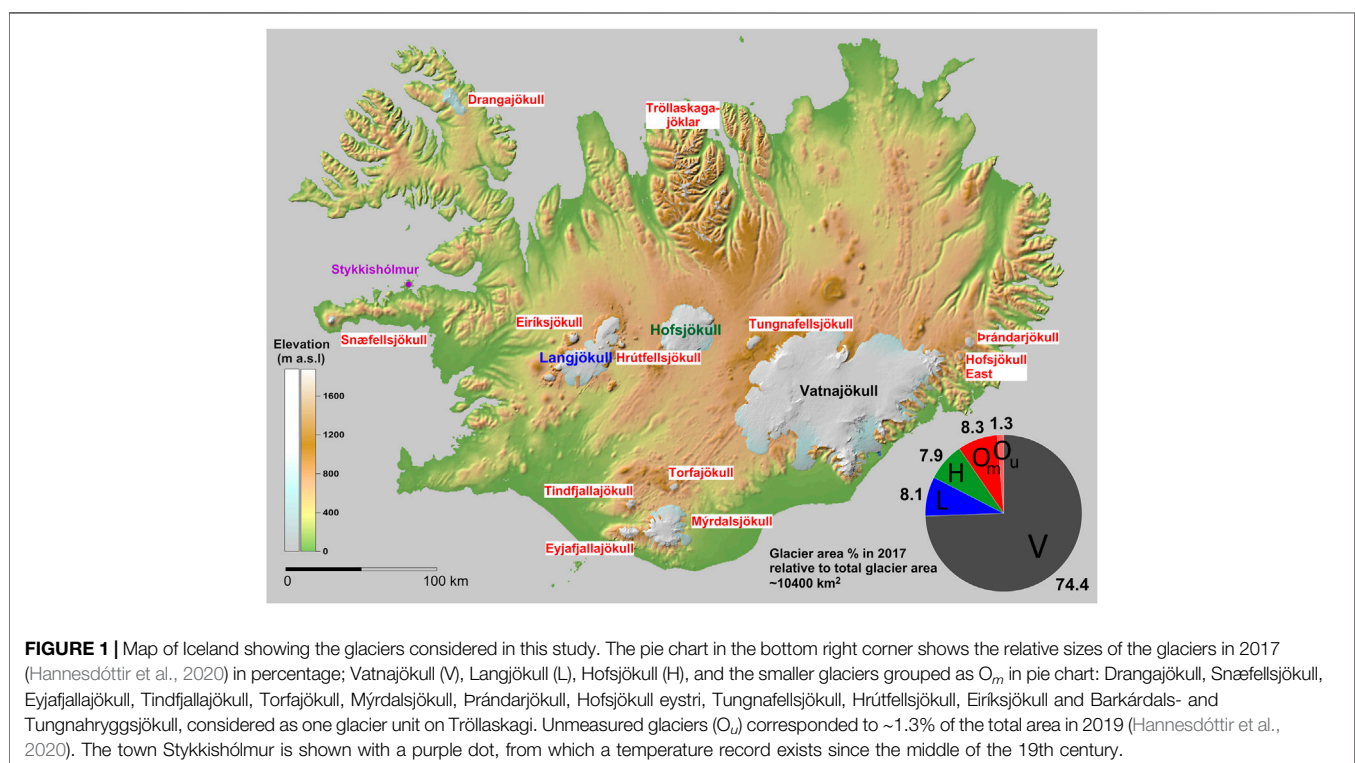 Drangajökull
Tröllaskaga-
jöklar
Stykkishólmur
Snæfellsjökull
Eiríksjökull
Langjökull
Hrútfellsjökull
Hofsjökull
Tungnafellsjökull
Þrándarjökull
Hofsjökull
East
Vatnajökull
Elevation
(m a.s.l)
1600
1200
800
400
0
Torfajökull
Tindfjallajökull
Mýrdalsjökull
Eyjafjallajökull
0 100 km
Glacier area % in 2017
relative to total glacier area
~10400 km²
8.3 1.3
7.9
8.1
74.4
Om
Ou
H
L
V
FIGURE 1 | Map of Iceland showing the glaciers considered in this study. The pie chart in the bottom right corner shows the relative sizes of the glaciers in 2017
(Hannesdóttir et al., 2020) in percentage; Vatnajökull (V), Langjökull (L), Hofsjökull (H), and the smaller glaciers grouped as Om in pie chart: Drangajökull, Snæfellsjökull,
Eyjafjallajökull, Tindfjallajökull, Torfajökull, Mýrdalsjökull, Þrándarjökull, Hofsjökull eystri, Tungnafellsjökull, Hrútfellsjökull, Eiríksjökull and Barkárdals- and
Tungnahryggsjökull, considered as one glacier unit on Tröllaskagi. Unmeasured glaciers (Ou) corresponded to ~1.3% of the total area in 2019 (Hannesdóttir et al.,
2020). The town Stykkishólmur is shown with a purple dot, from which a temperature record exists since the middle of the 19th century.